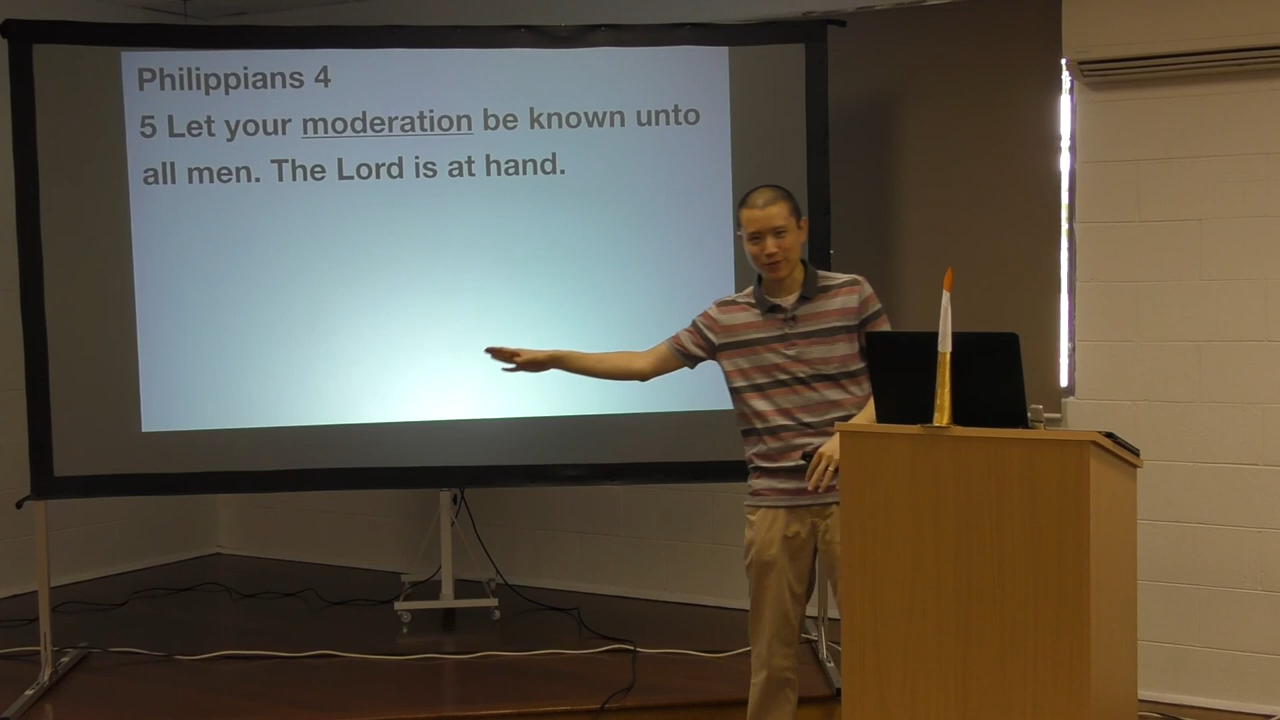 Philippians 4
5 Let your moderation be known unto
all men. The Lord is at hand.